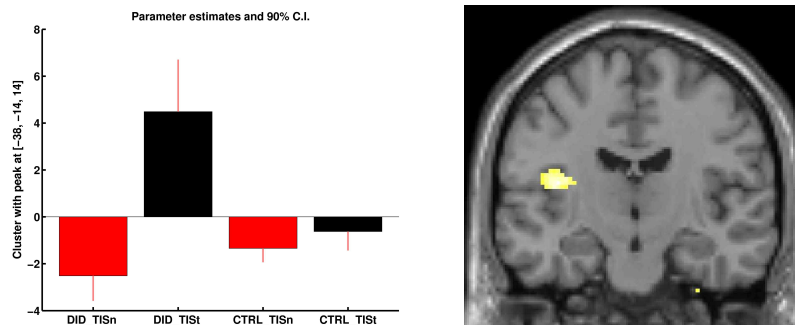 Parameter estimates and 90% C.I.
Cluster with peak at [−38, −14, 14]
8
6
4
2
0
−2
−4
DID TISn DID TISt CTRL TISn CTRL TISt